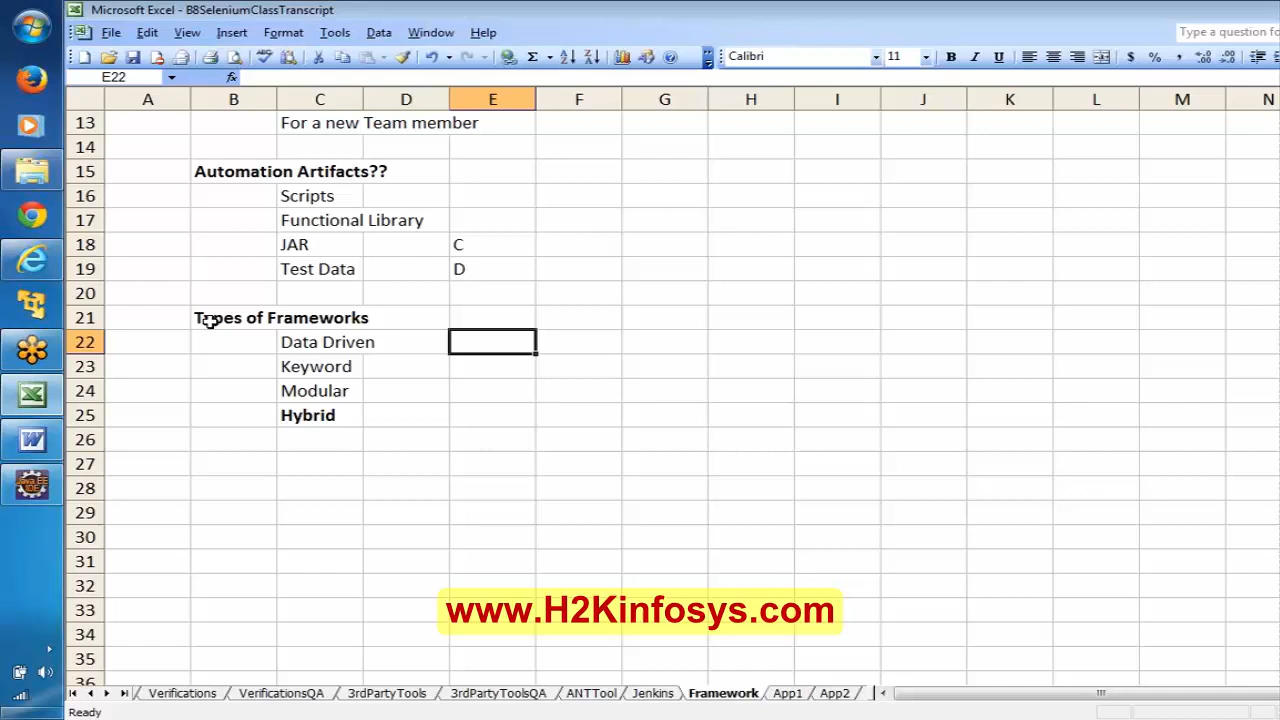 Microsoft Excel - B8SeleniumClassTranscript
File Edit View Insert Format Tools Data Window Help Type a question fo
Calibri 11 B I U $ % ,
E22 fx
A B C D E F G H I J K L M N
13 For a new Team member
14
15 Automation Artifacts??
16 Scripts
17 Functional Library
18 JAR C
19 Test Data D
20
21 Types of Frameworks
22 Data Driven
23 Keyword
24 Modular
25 Hybrid
26
27
28
29
30
31
32
33
34
35
36
www.H2Kinfosys.com
Verifications VerificationsQA 3rdPartyTools 3rdPartyToolsQA ANTTool Jenkins Framework App1 App2
Ready